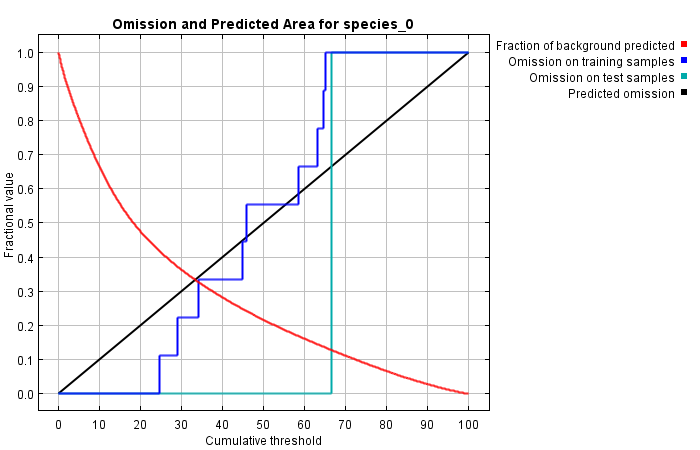 Omission and Predicted Area for species_0
Fraction of background predicted
Omission on training samples
Omission on test samples
Predicted omission
Fractional value
1.0
0.9
0.8
0.7
0.6
0.5
0.4
0.3
0.2
0.1
0.0
0 10 20 30 40 50 60 70 80 90 100
Cumulative threshold